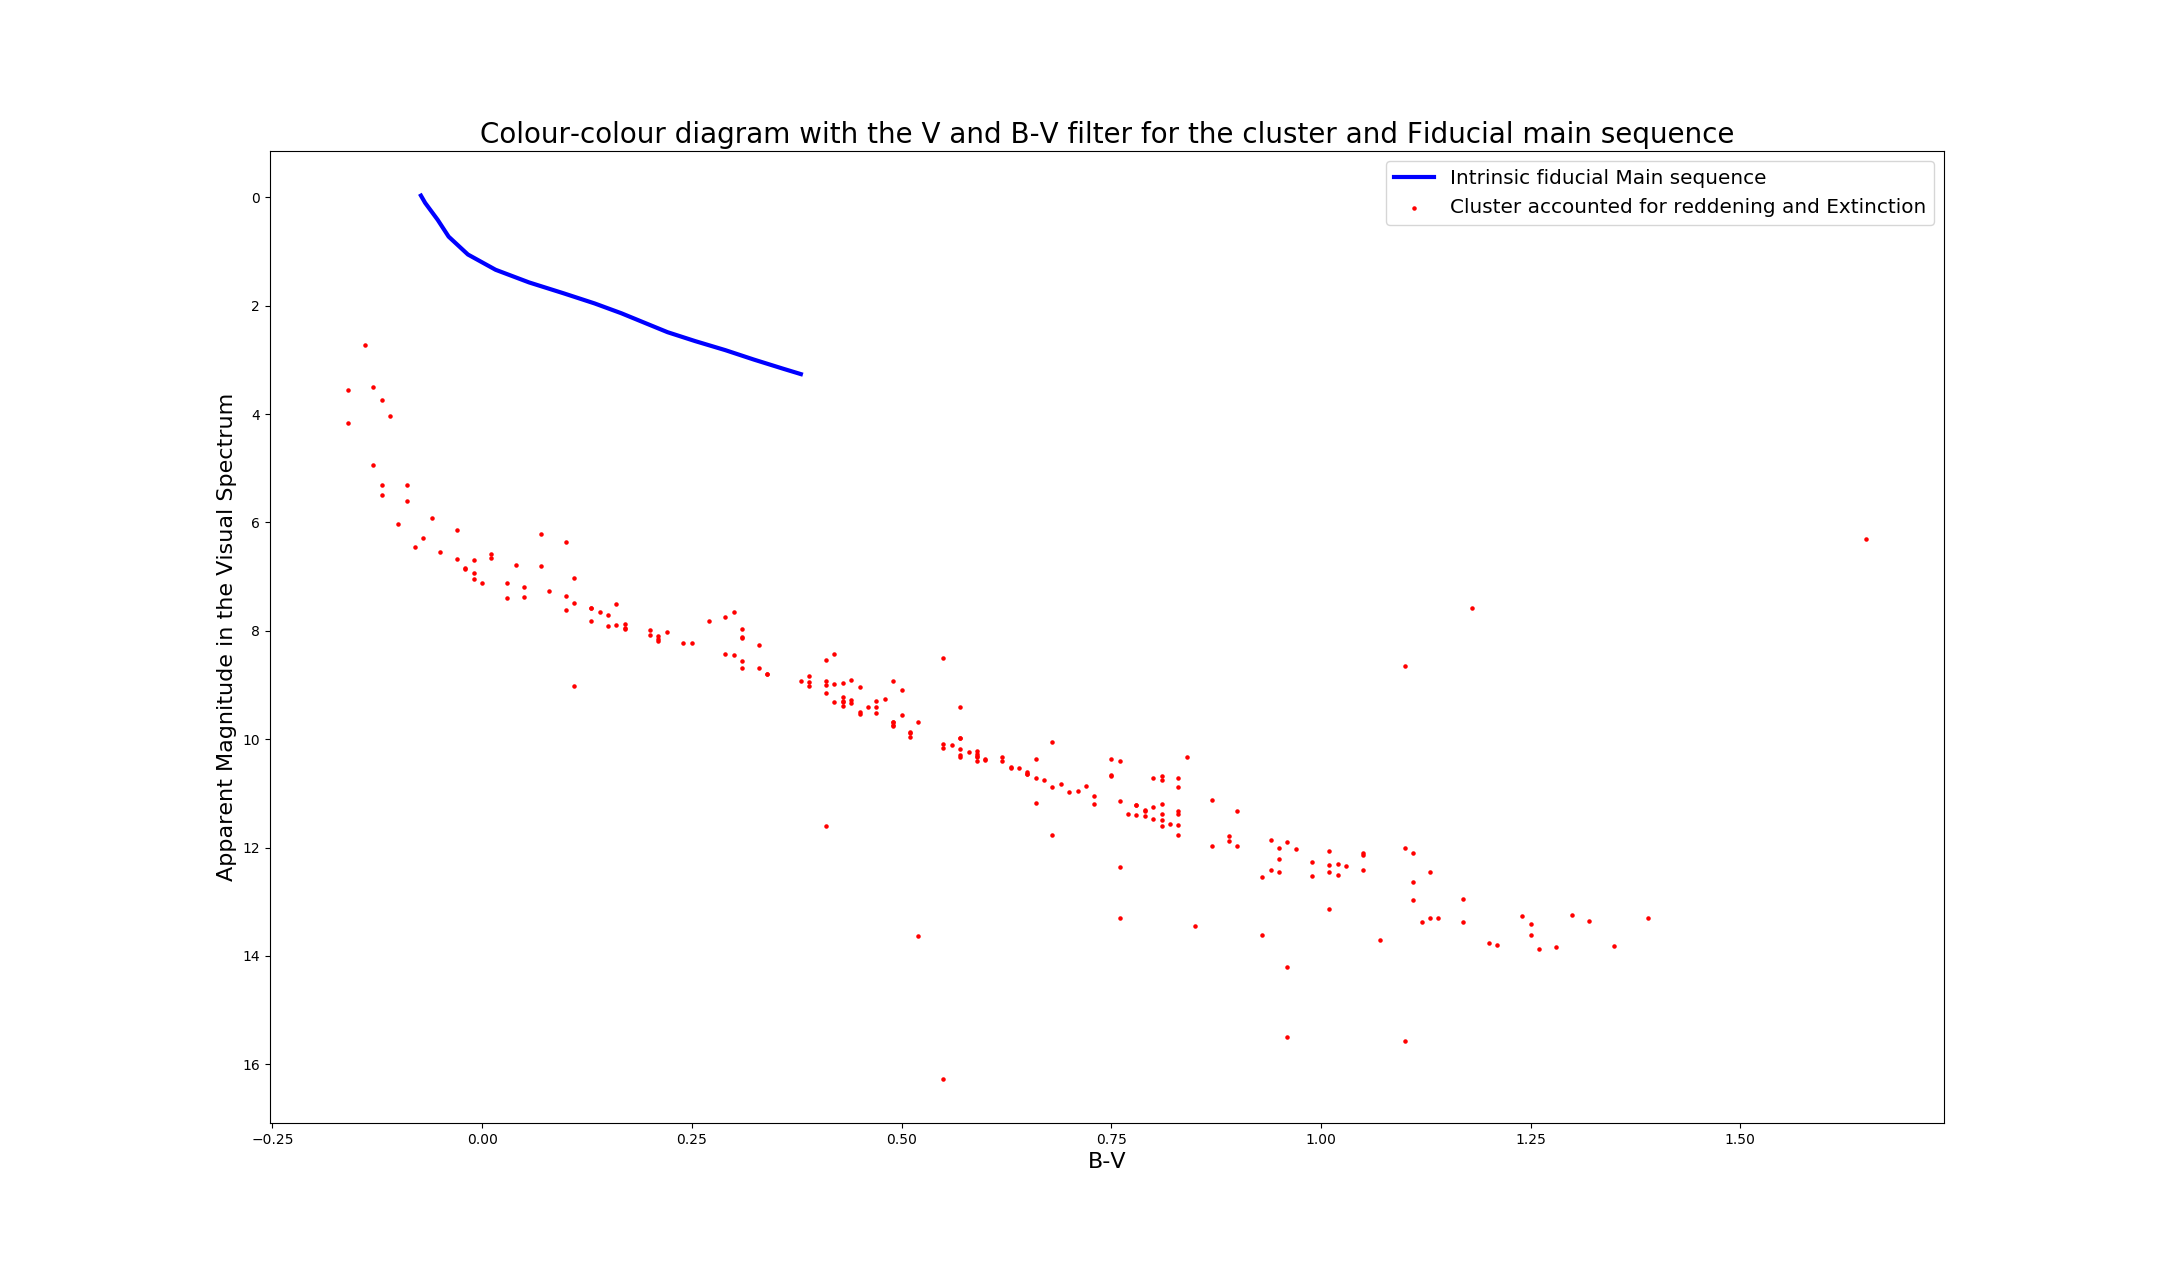 Colour-colour diagram with the V and B-V filter for the cluster and Fiducial main sequence
Intrinsic fiducial Main sequence
Cluster accounted for reddening and Extinction
Apparent Magnitude in the Visual Spectrum
0
2
4
6
8
10
12
14
16
−0.25 0.00 0.25 0.50 0.75 1.00 1.25 1.50
B-V